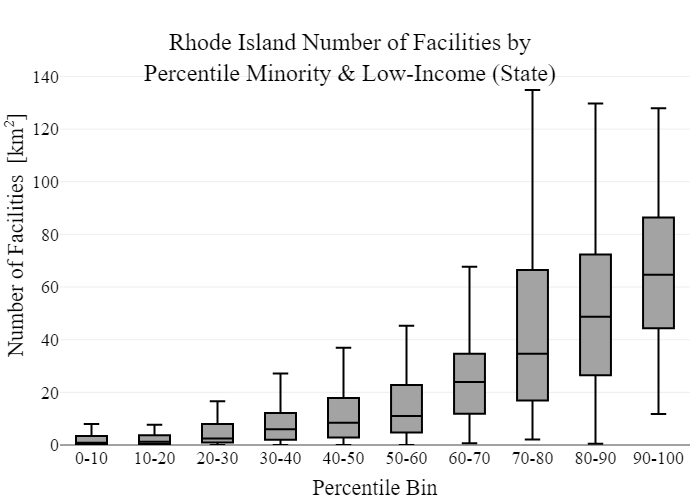 Rhode Island Number of Facilities by
Percentile Minority & Low-Income (State)
Number of Facilities [km²]
140
120
100
80
60
40
20
0
0-10 10-20 20-30 30-40 40-50 50-60 60-70 70-80 80-90 90-100
Percentile Bin